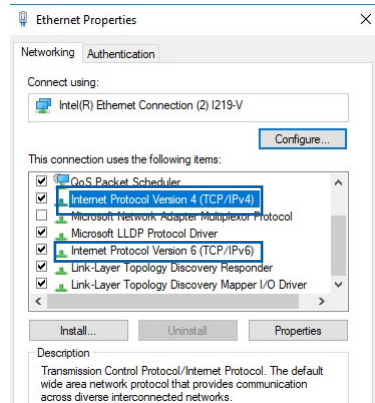 Ethernet Properties
Networking Authentication
Connect using:
Intel(R) Ethernet Connection (2) I219-V
Configure...
This connection uses the following items:
QoS Packet Scheduler
Internet Protocol Version 4 (TCP/IPv4)
Microsoft Network Adapter Multiplexor Protocol
Microsoft LLDP Protocol Driver
Internet Protocol Version 6 (TCP/IPv6)
Link-Layer Topology Discovery Responder
Link-Layer Topology Discovery Mapper I/O Driver
Install... Uninstall Properties
Description
Transmission Control Protocol/Internet Protocol. The default
wide area network protocol that provides communication
across diverse interconnected networks.